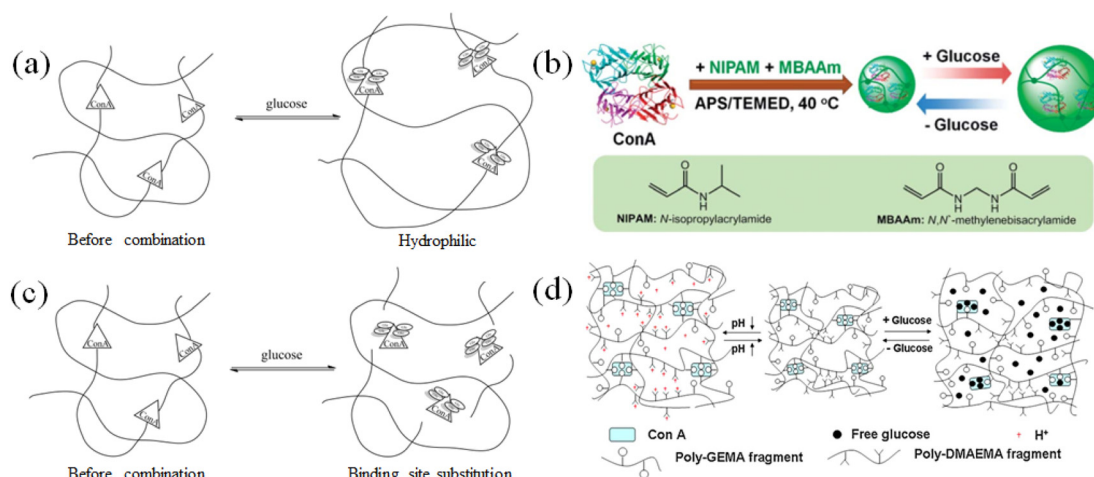 (a)
ConA
ConA
ConA
glucose
ConA
ConA
ConA
Before combination
Hydrophilic
(b)
+ NIPAM + MBAAm
APS/TEMED, 40 °C
ConA
+ Glucose
- Glucose
O
N
H
NIPAM: N-isopropylacrylamide
O
O
N
H
N
H
MBAAm: N,N'-methylenebisacrylamide
(c)
ConA
ConA
ConA
glucose
ConA
ConA
ConA
Before combination
Binding site substitution
(d)
pH ↓
pH ↑
+ Glucose
- Glucose
Con A
Free glucose
H+
Poly-GEMA fragment
Poly-DMAEMA fragment